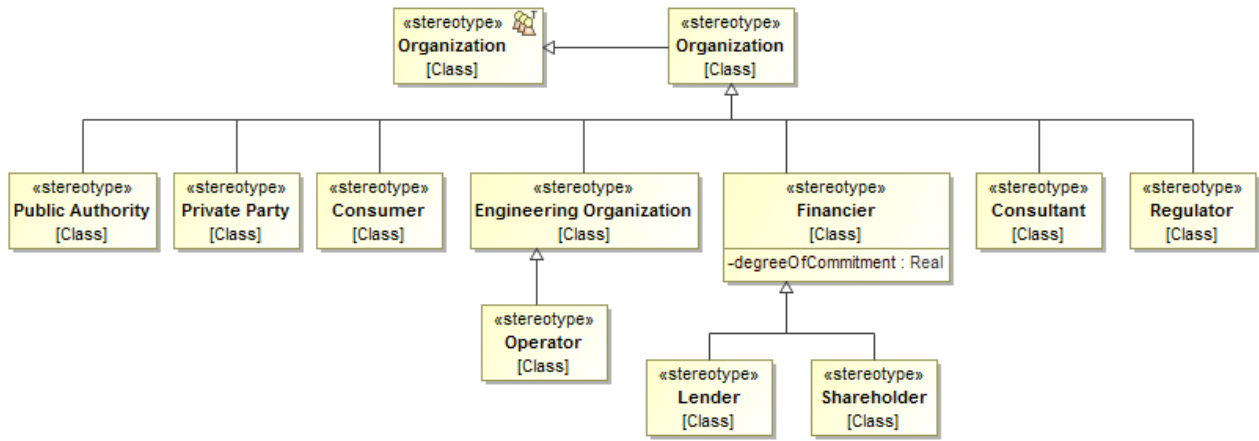 «stereotype» T
Organization
[Class]
«stereotype»
Organization
[Class]
«stereotype»
Public Authority
[Class]
«stereotype»
Private Party
[Class]
«stereotype»
Consumer
[Class]
«stereotype»
Engineering Organization
[Class]
«stereotype»
Financier
[Class]
-degreeOfCommitment : Real
«stereotype»
Consultant
[Class]
«stereotype»
Regulator
[Class]
«stereotype»
Operator
[Class]
«stereotype»
Lender
[Class]
«stereotype»
Shareholder
[Class]